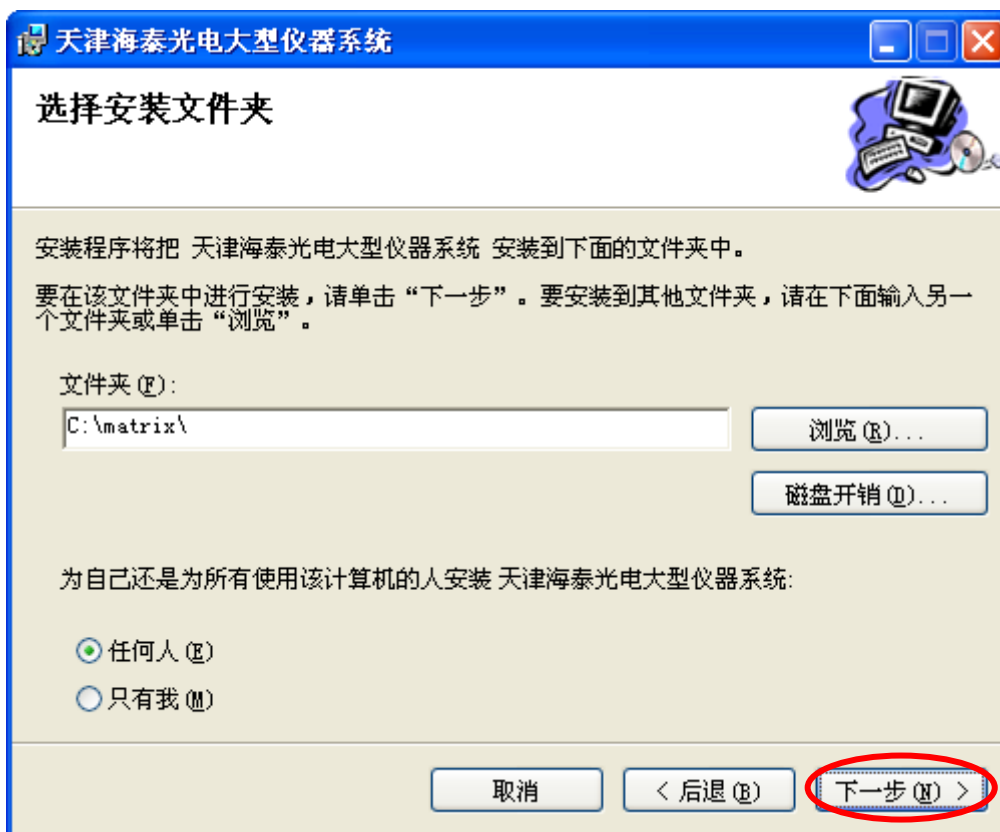 天津海泰光电大型仪器系统
选择安装文件夹
安装程序将把 天津海泰光电大型仪器系统 安装到下面的文件夹中。
要在该文件夹中进行安装，请单击“下一步”。要安装到其他文件夹，请在下面输入另一
个文件夹或单击“浏览”。
文件夹(F):
C:\matrix\
浏览(R)...
磁盘开销(D)...
为自己还是为所有使用该计算机的人安装 天津海泰光电大型仪器系统:
任何人(E)
只有我(M)
取消
< 后退(B)
下一步(N) >